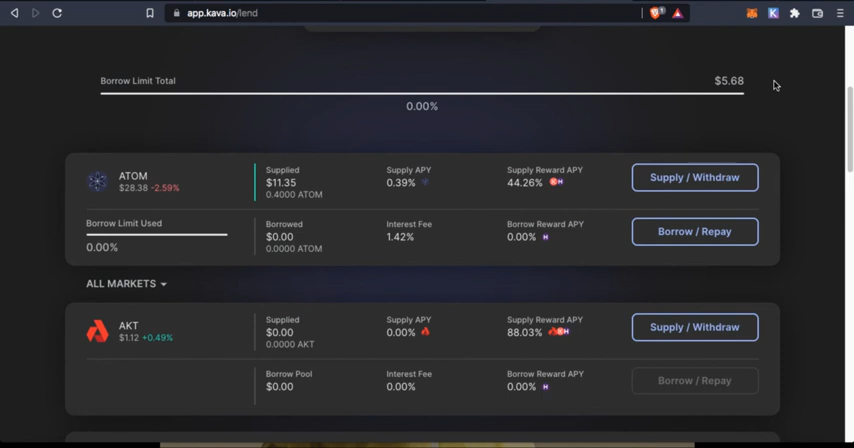 app.kava.io/lend
1
K
Borrow Limit Total
$5.68
0.00%
ATOM
$28.38 -2.59%
Supplied
$11.35
0.4000 ATOM
Supply APY
0.39%
Supply Reward APY
44.26%
Supply / Withdraw
Borrow Limit Used
0.00%
Borrowed
$0.00
0.0000 ATOM
Interest Fee
1.42%
Borrow Reward APY
0.00% H
Borrow / Repay
ALL MARKETS
AKT
$1.12 +0.49%
Supplied
$0.00
0.0000 AKT
Supply APY
0.00%
Supply Reward APY
88.03%
Supply / Withdraw
Borrow Pool
$0.00
Interest Fee
0.00%
Borrow Reward APY
0.00% H
Borrow / Repay